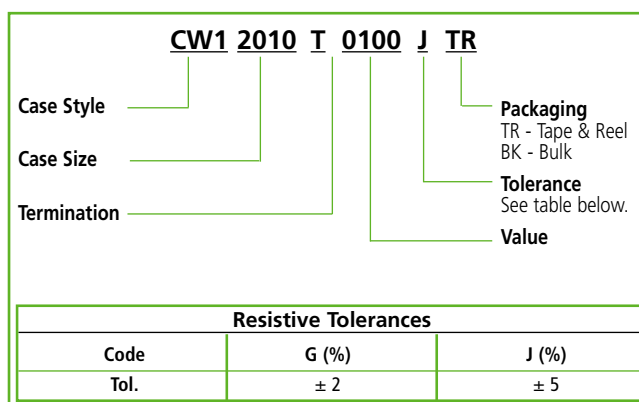 CW1 2010 T 0100 J TR
Case Style
Case Size
Termination
Packaging
TR - Tape & Reel
BK - Bulk
Tolerance
See table below.
Value
Resistive Tolerances
Code G (%) J (%)
Tol. ± 2 ± 5